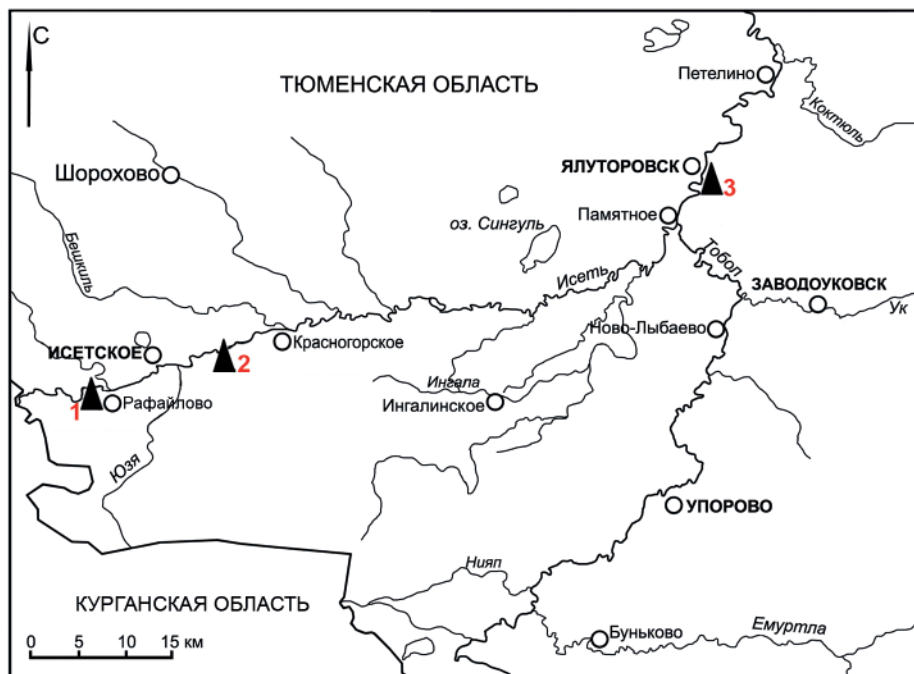 С
ТЮМЕНСКАЯ ОБЛАСТЬ
Петелино
Коктюль
Шорохово
ЯЛУТОРОВСК
3
Памятное
оз. Сингуль
Бешкиль
Тобол
Исеть
ЗАВОДОУКОВСК
Ук
Ново-Лыбаево
Красногорское
ИСЕТСКОЕ
2
Ингала
Ингалинское
1
Рафайлово
Юзя
УПОРОВО
Нияп
КУРГАНСКАЯ ОБЛАСТЬ
Емуртла
Буньково
0 5 10 15 км